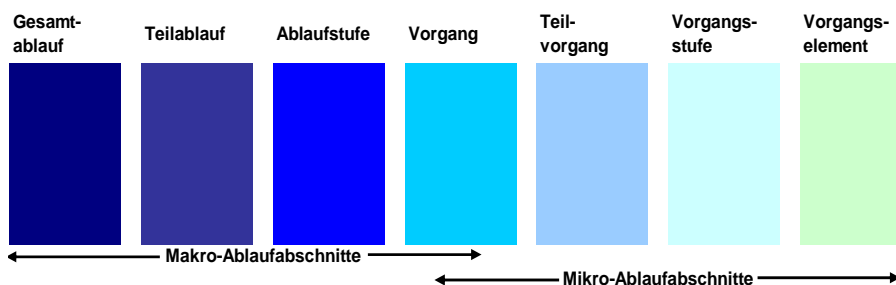 Gesamt-
ablauf
Teilablauf
Ablaufstufe
Vorgang
Teil-
vorgang
Vorgangs-
stufe
Vorgangs-
element
Makro-Ablaufabschnitte
Mikro-Ablaufabschnitte